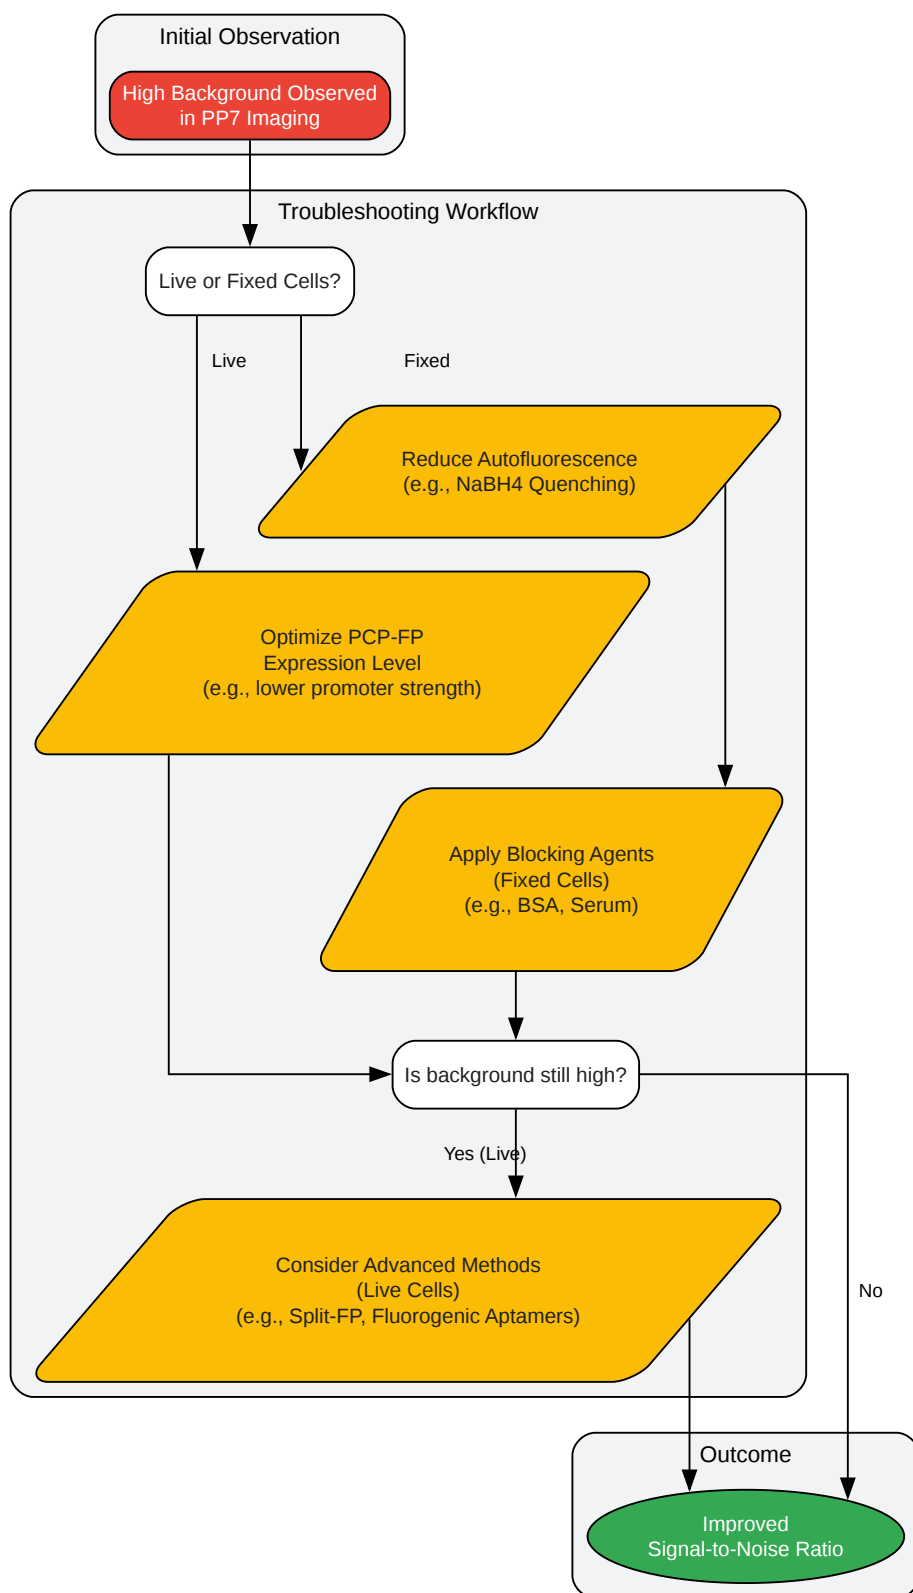 Initial Observation
High Background Observed
in PP7 Imaging
Troubleshooting Workflow
Live or Fixed Cells?
Live
Fixed
Reduce Autofluorescence
(e.g., NaBH4 Quenching)
Optimize PCP-FP
Expression Level
(e.g., lower promoter strength)
Apply Blocking Agents
(Fixed Cells)
(e.g., BSA, Serum)
Is background still high?
Yes (Live)
Consider Advanced Methods
(Live Cells)
(e.g., Split-FP, Fluorogenic Aptamers)
No
Outcome
Improved
Signal-to-Noise Ratio